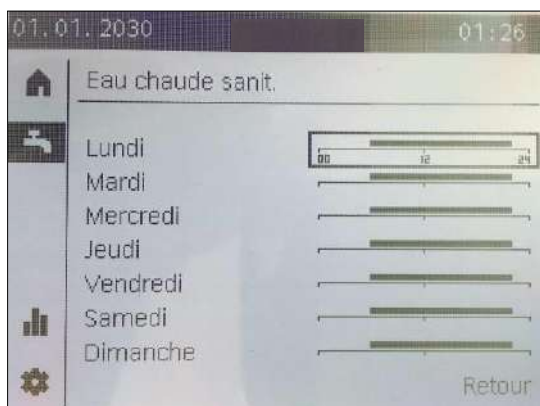 01.01.2030 01:26
Eau chaude sanit.
Lundi
00 12 24
Mardi
Mercredi
Jeudi
Vendredi
Samedi
Dimanche
Retour